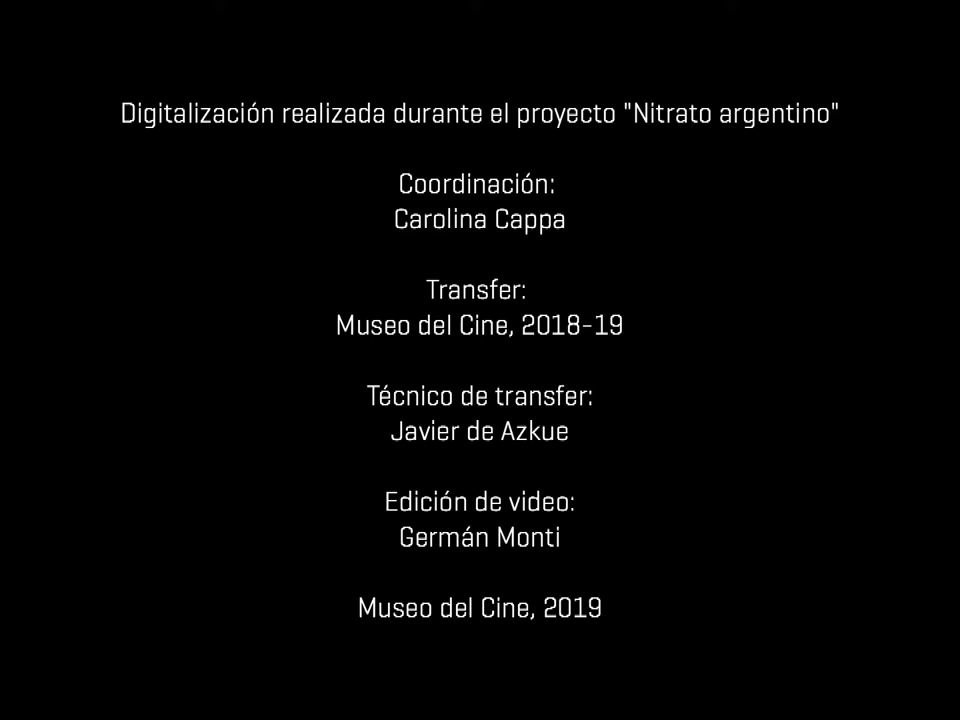 Digitalización realizada durante el proyecto "Nitrato argentino"
Coordinación:
Carolina Cappa
Transfer:
Museo del Cine, 2018-19
Técnico de transfer:
Javier de Azkue
Edición de video:
Germán Monti
Museo del Cine, 2019